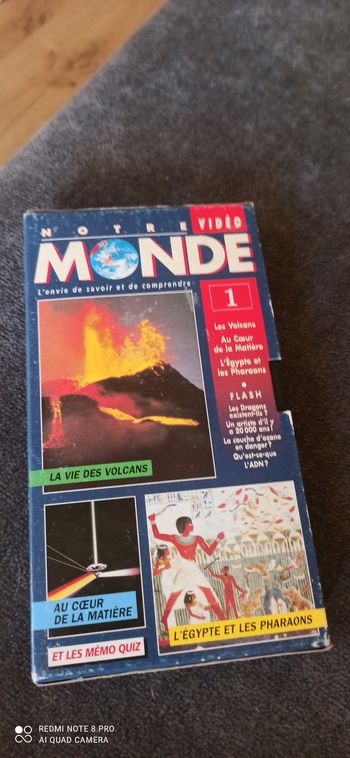 NOTRE VIDÉO
MONDE
L'envie de savoir et de comprendre
1
Les Volcans
Au Cœur
de la Matière
L'Égypte et
les Pharaons
FLASH
Les Dragons
existent-ils ?
Un artiste d'il y
a 20 000 ans !
La couche d'ozone
en danger ?
Qu'est-ce-que
l'ADN ?
LA VIE DES VOLCANS
AU CŒUR
DE LA MATIÈRE
L'ÉGYPTE ET LES PHARAONS
ET LES MÉMO QUIZ
REDMI NOTE 8 PRO
AI QUAD CAMERA